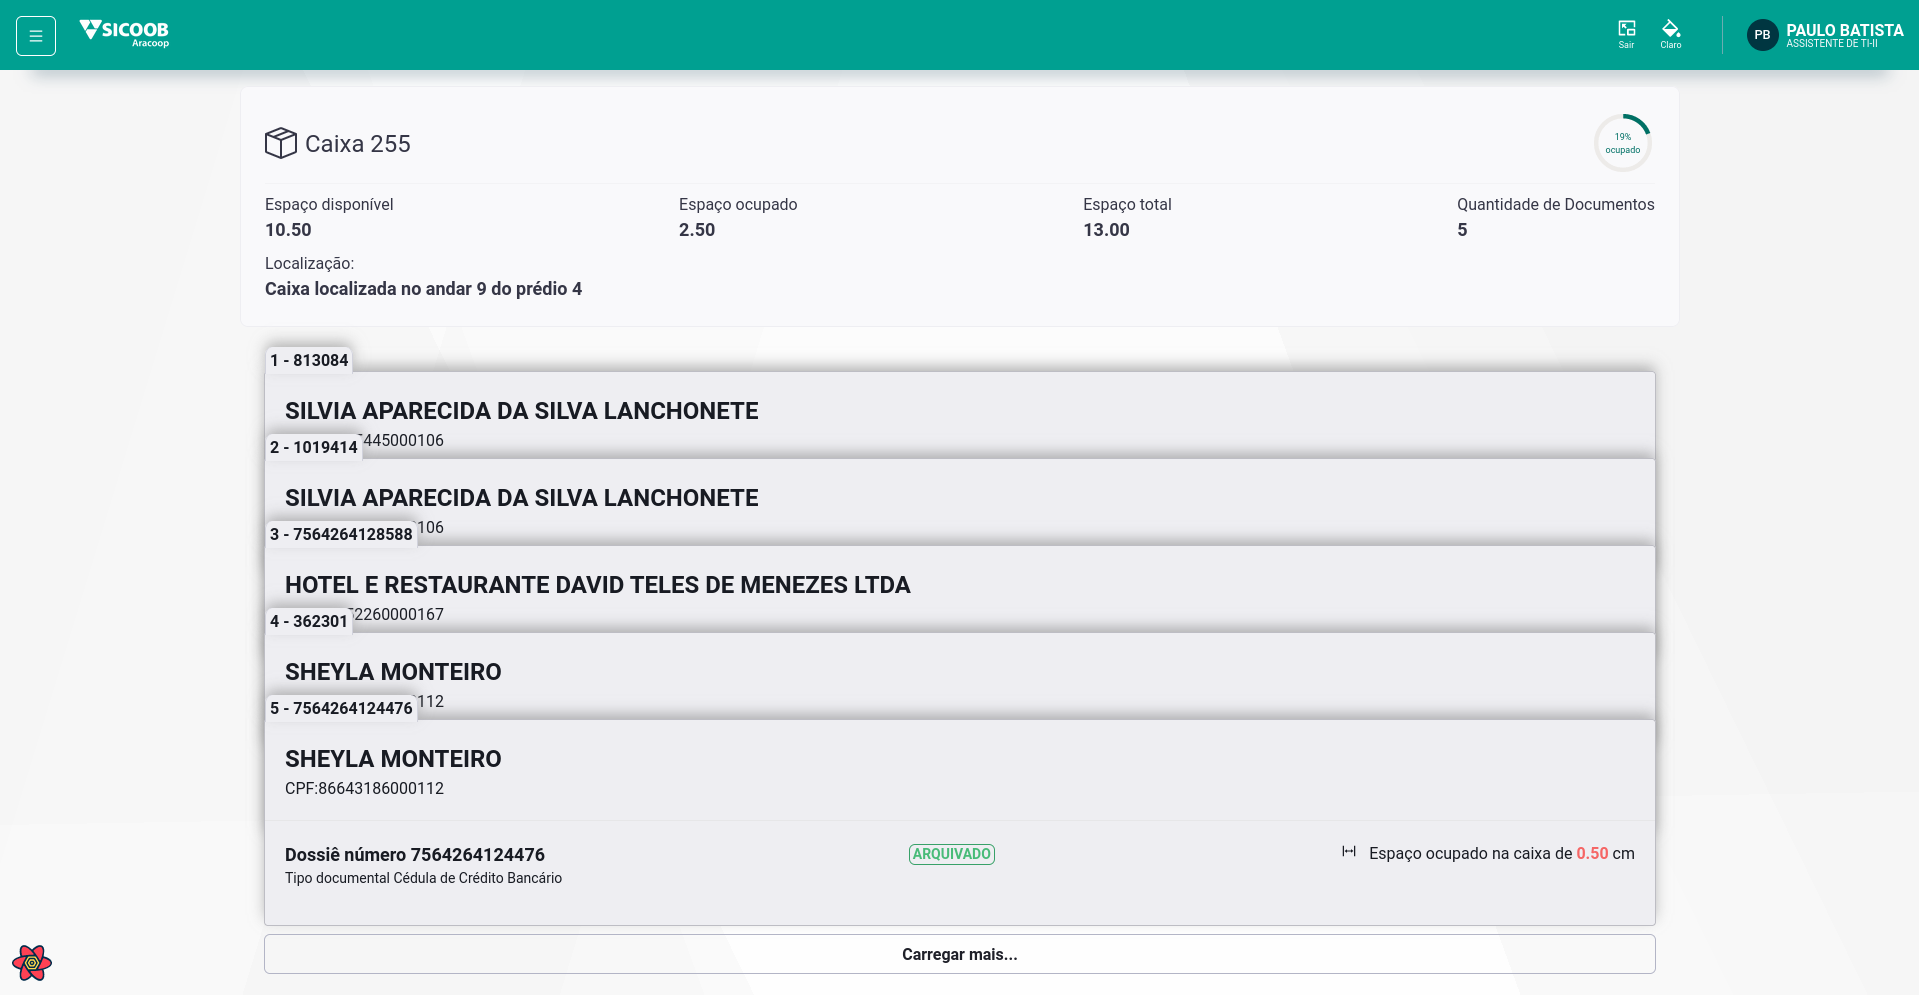 SICOOB
Aracoop
Sair
Claro
PB
PAULO BATISTA
ASSISTENTE DE TI-II
Caixa 255
19%
ocupado
Espaço disponível
10.50
Espaço ocupado
2.50
Espaço total
13.00
Quantidade de Documentos
5
Localização:
Caixa localizada no andar 9 do prédio 4
1 - 813084
SILVIA APARECIDA DA SILVA LANCHONETE
445000106
2 - 1019414
SILVIA APARECIDA DA SILVA LANCHONETE
106
3 - 7564264128588
HOTEL E RESTAURANTE DAVID TELES DE MENEZES LTDA
2260000167
4 - 362301
SHEYLA MONTEIRO
112
5 - 7564264124476
SHEYLA MONTEIRO
CPF:86643186000112
Dossiê número 7564264124476
ARQUIVADO
Espaço ocupado na caixa de 0.50 cm
Tipo documental Cédula de Crédito Bancário
Carregar mais...